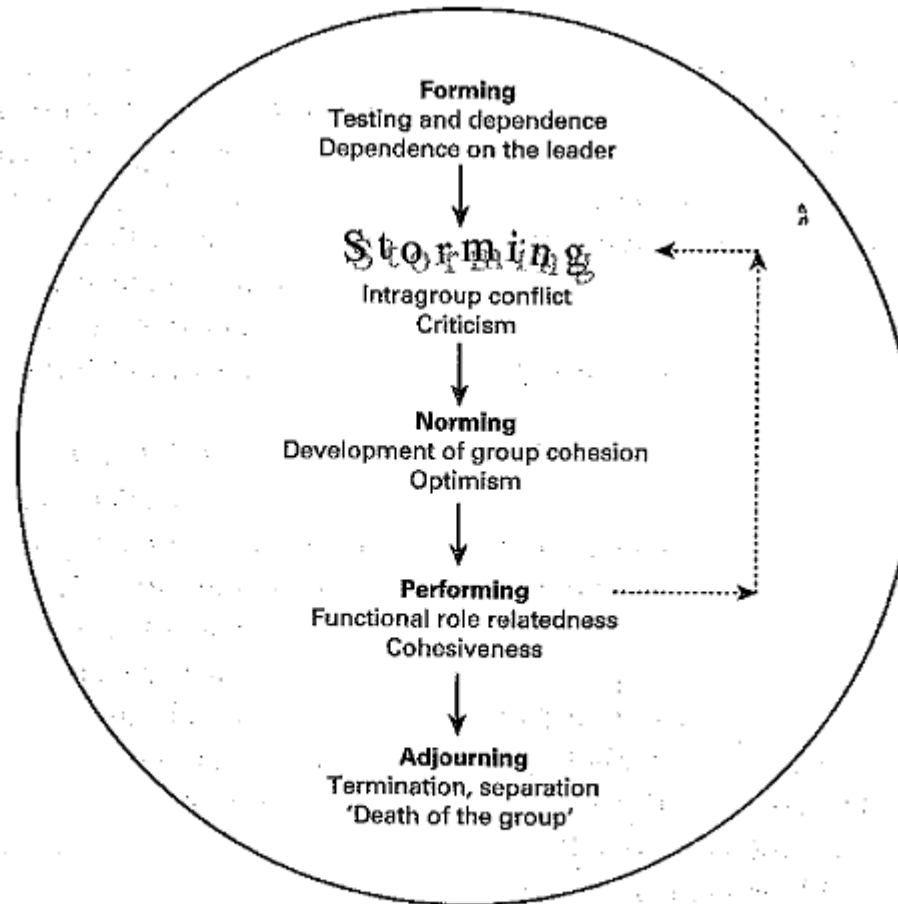 Forming
Testing and dependence
Dependence on the leader
Storming
Intragroup conflict
Criticism
Norming
Development of group cohesion
Optimism
Performing
Functional role relatedness
Cohesiveness
Adjourning
Termination, separation
'Death of the group'